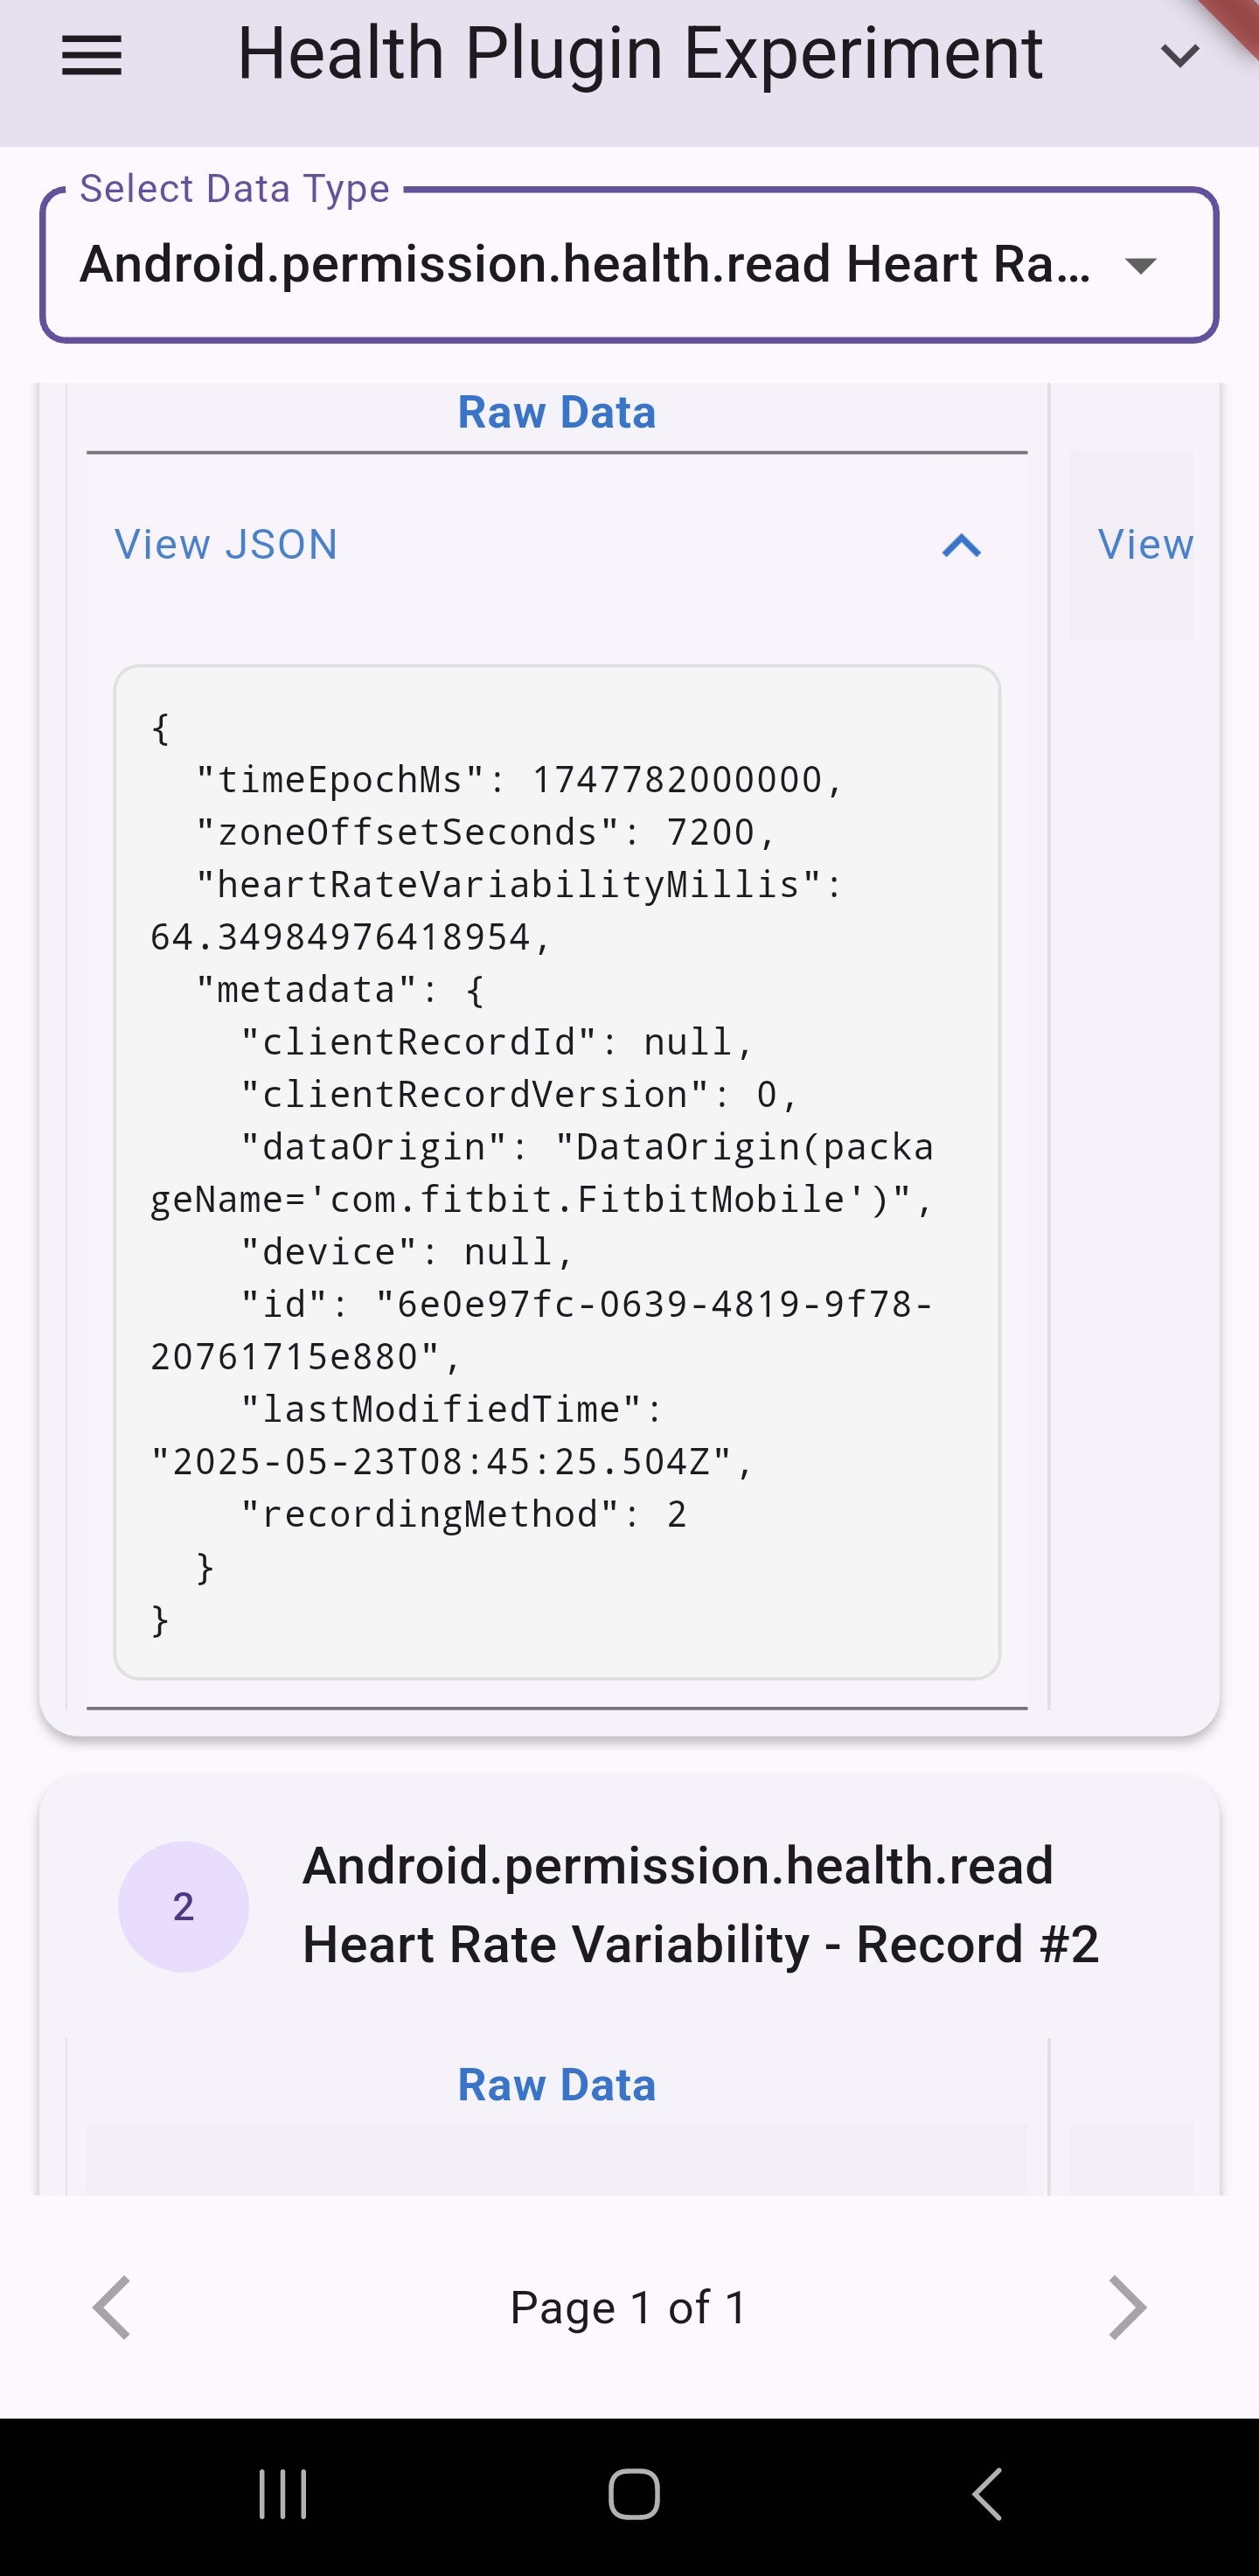 Health Plugin Experiment
Select Data Type
Android.permission.health.read Heart Ra...
Raw Data
View JSON
View
{
  "timeEpochMs": 1747782000000,
  "zoneOffsetSeconds": 7200,
  "heartRateVariabilityMillis":
64.34984976418954,
  "metadata": {
    "clientRecordId": null,
    "clientRecordVersion": 0,
    "dataOrigin": "DataOrigin(packa
geName='com.fitbit.FitbitMobile')",
    "device": null,
    "id": "6e0e97fc-0639-4819-9f78-
20761715e880",
    "lastModifiedTime":
"2025-05-23T08:45:25.504Z",
    "recordingMethod": 2
  }
}
2
Android.permission.health.read
Heart Rate Variability - Record #2
Raw Data
Page 1 of 1